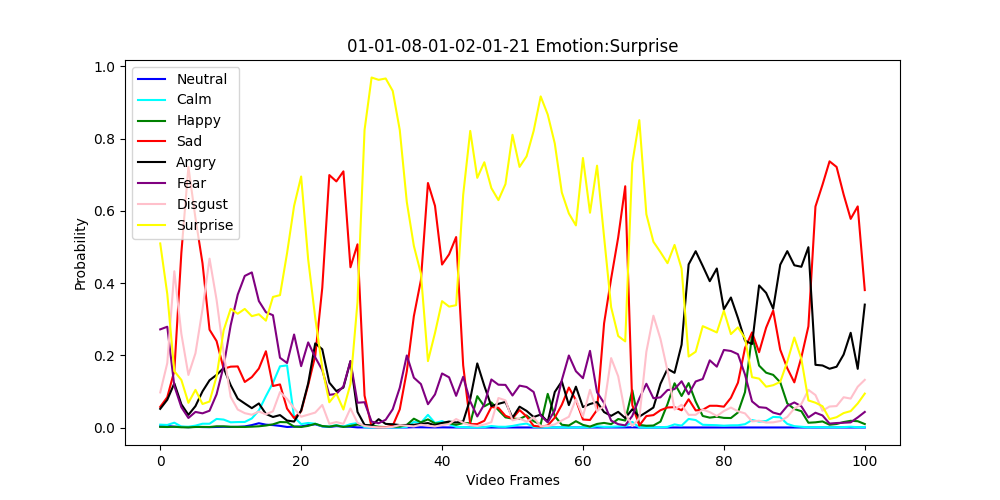 01-01-08-01-02-01-21 Emotion:Surprise
Probability
1.0
0.8
0.6
0.4
0.2
0.0
Neutral
Calm
Happy
Sad
Angry
Fear
Disgust
Surprise
0 20 40 60 80 100
Video Frames